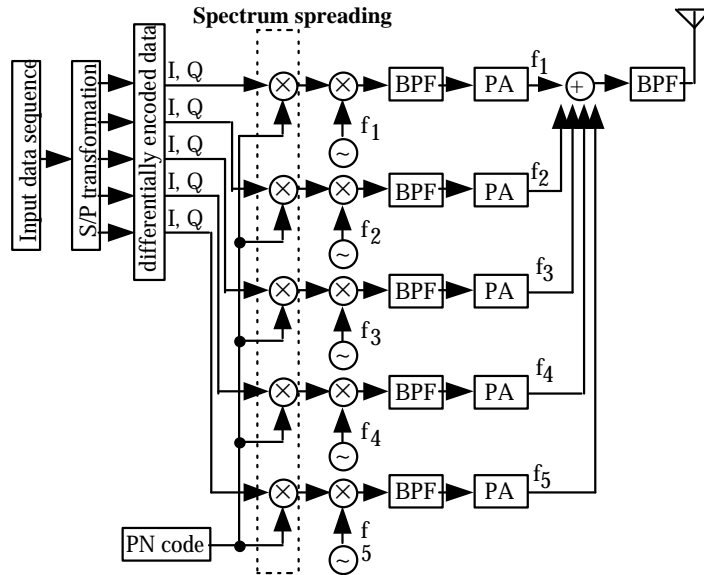 Spectrum spreading
Input data sequence
S/P transformation
differentially encoded data
I, Q
I, Q
I, Q
I, Q
I, Q
PN code
×
×
f1
~
BPF
PA
f1
+
BPF
×
×
f2
~
BPF
PA
f2
×
×
f3
~
BPF
PA
f3
×
×
f4
~
BPF
PA
f4
×
×
f5
~
BPF
PA
f5